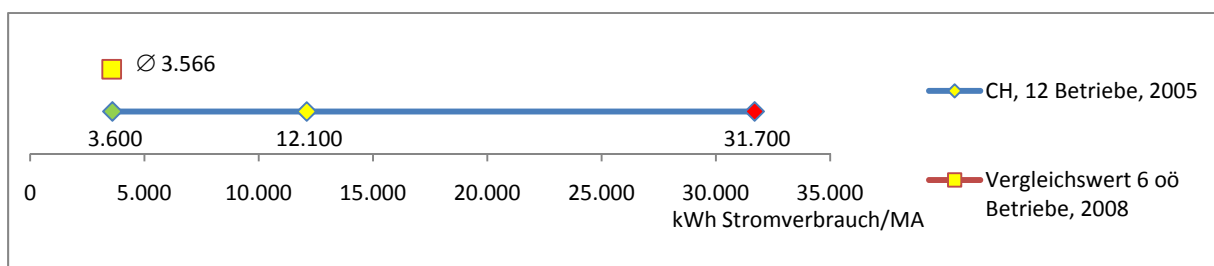 ∅ 3.566
3.600 12.100 31.700
0 5.000 10.000 15.000 20.000 25.000 30.000 35.000
kWh Stromverbrauch/MA
CH, 12 Betriebe, 2005
Vergleichswert 6 oö
Betriebe, 2008